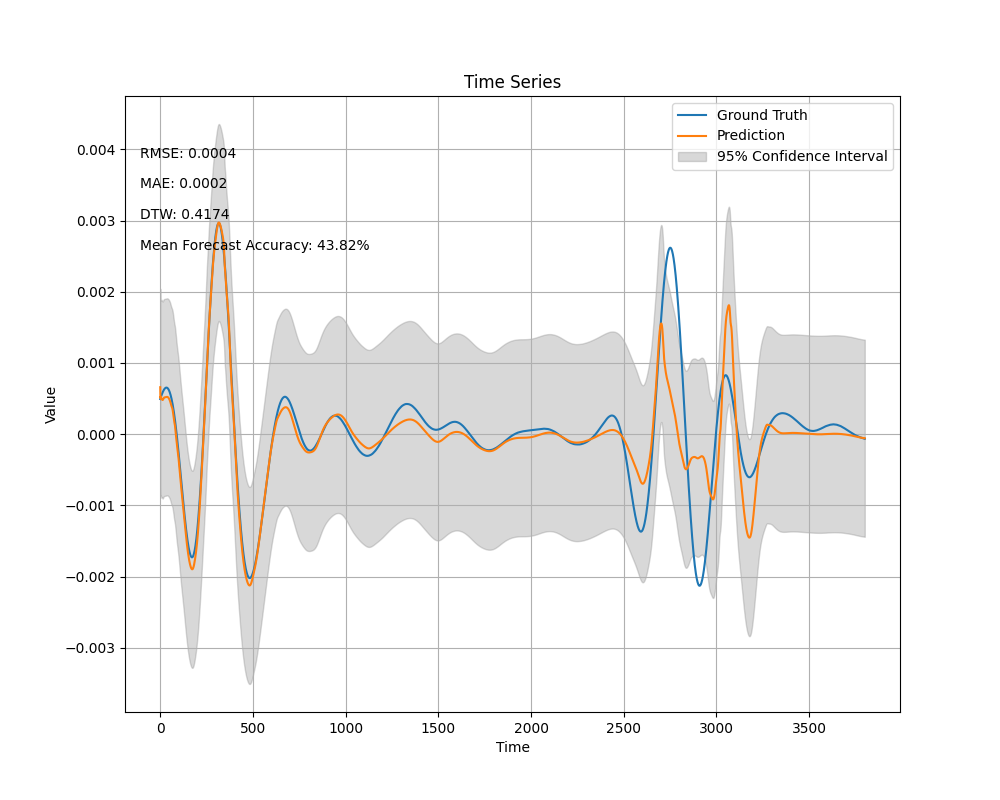 Time Series
Ground Truth
Prediction
95% Confidence Interval
RMSE: 0.0004
MAE: 0.0002
DTW: 0.4174
Mean Forecast Accuracy: 43.82%
Value
0.004
0.003
0.002
0.001
0.000
−0.001
−0.002
−0.003
0 500 1000 1500 2000 2500 3000 3500
Time